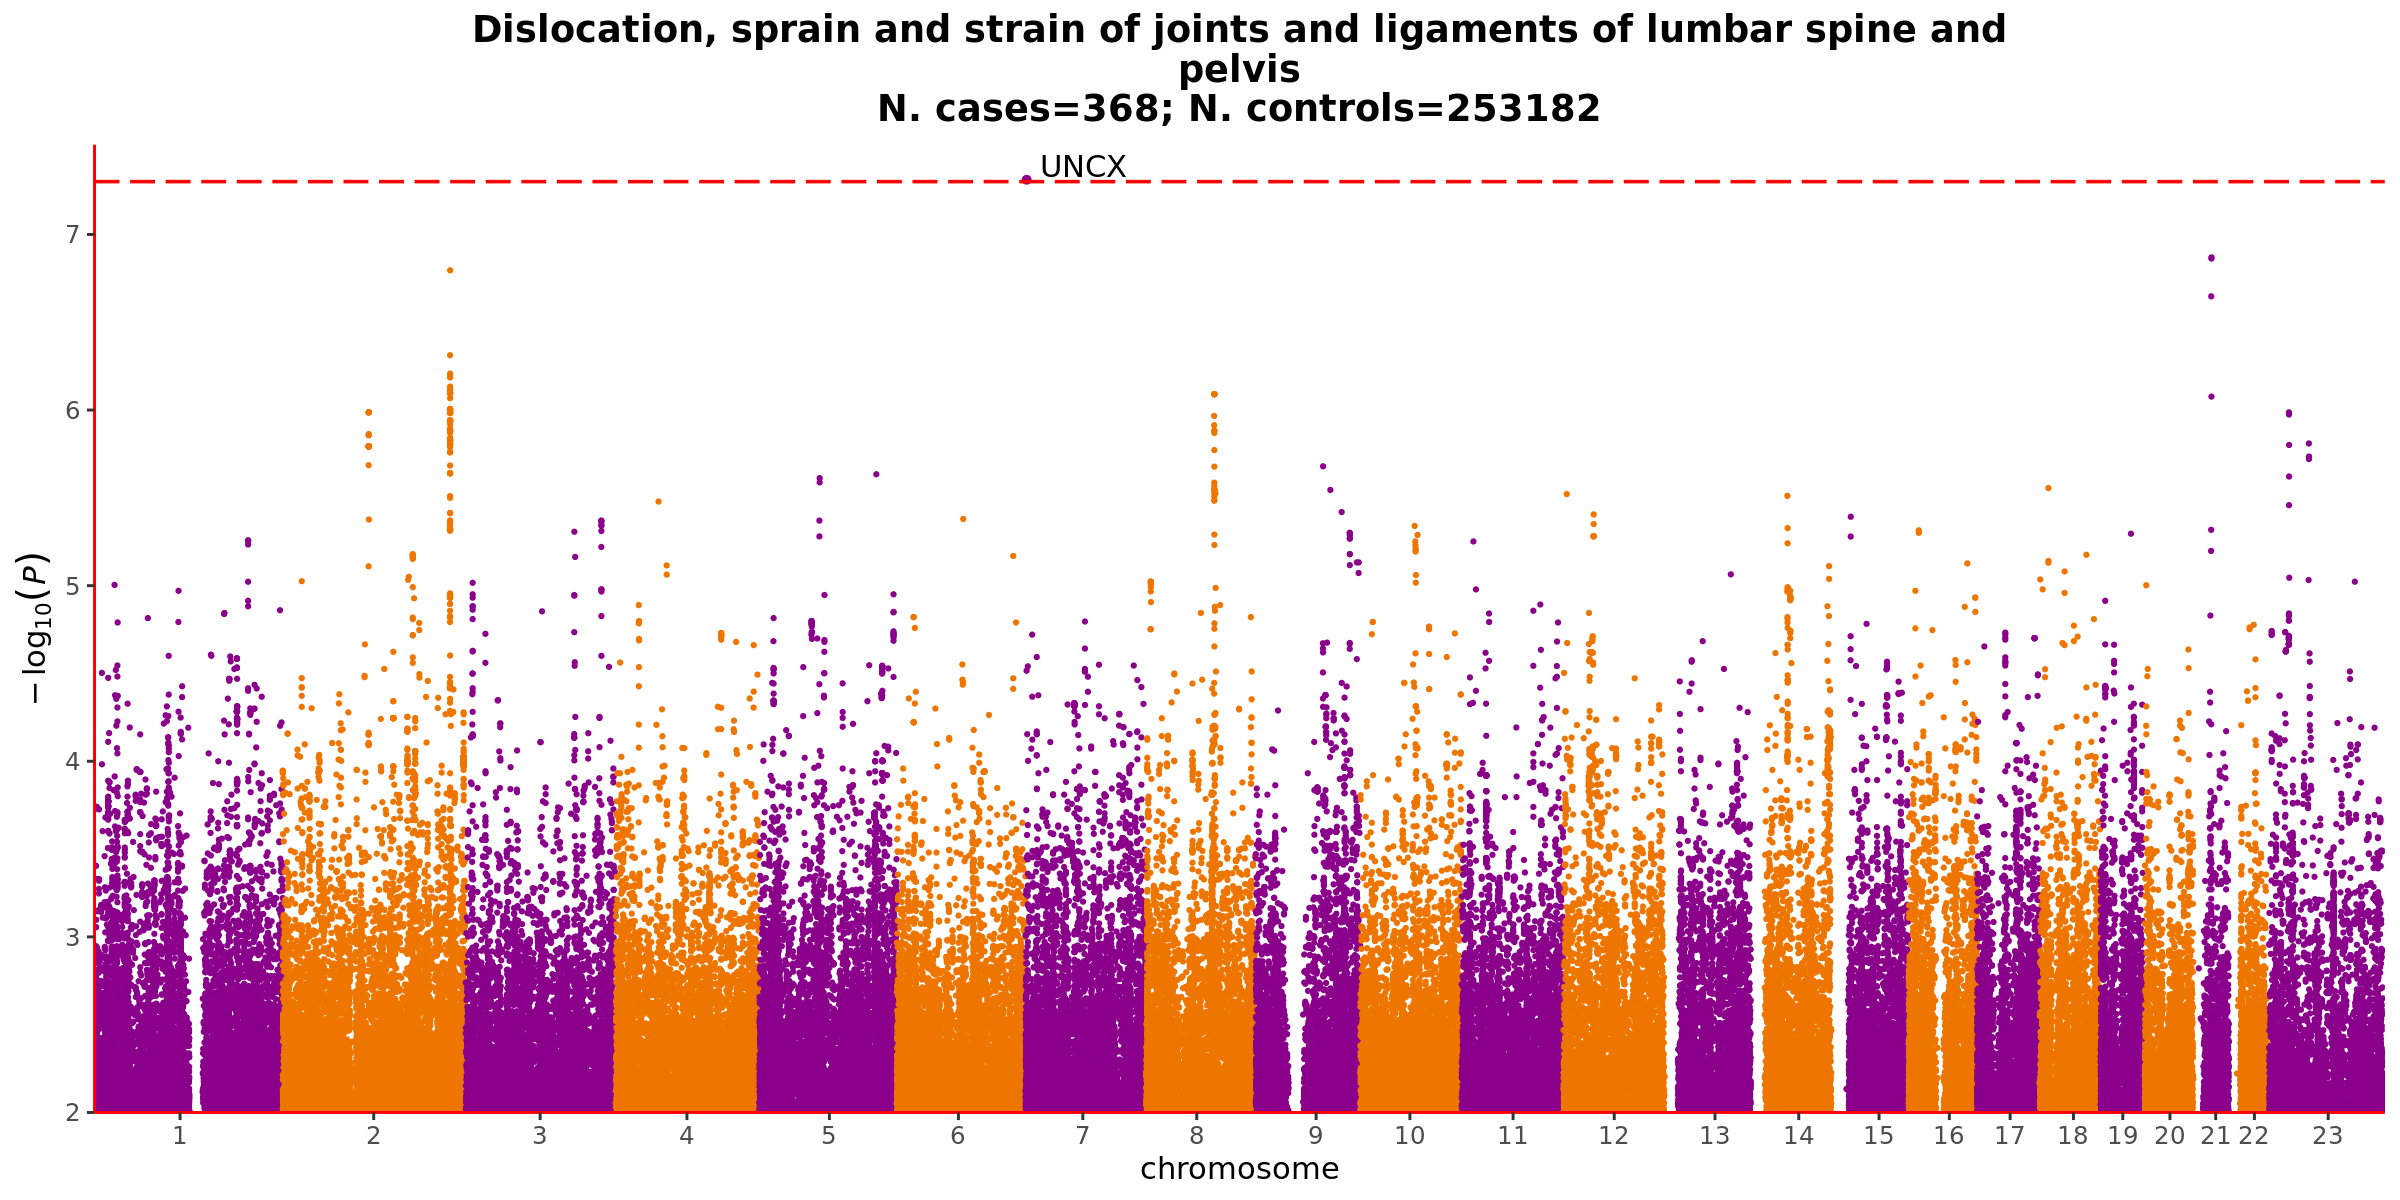 Dislocation, sprain and strain of joints and ligaments of lumbar spine and
pelvis
N. cases=368; N. controls=253182
UNCX
7
6
5
4
3
2
−log10(P)
1 2 3 4 5 6 7 8 9 10 11 12 13 14 15 16 17 18 19 20 21 22 23
chromosome